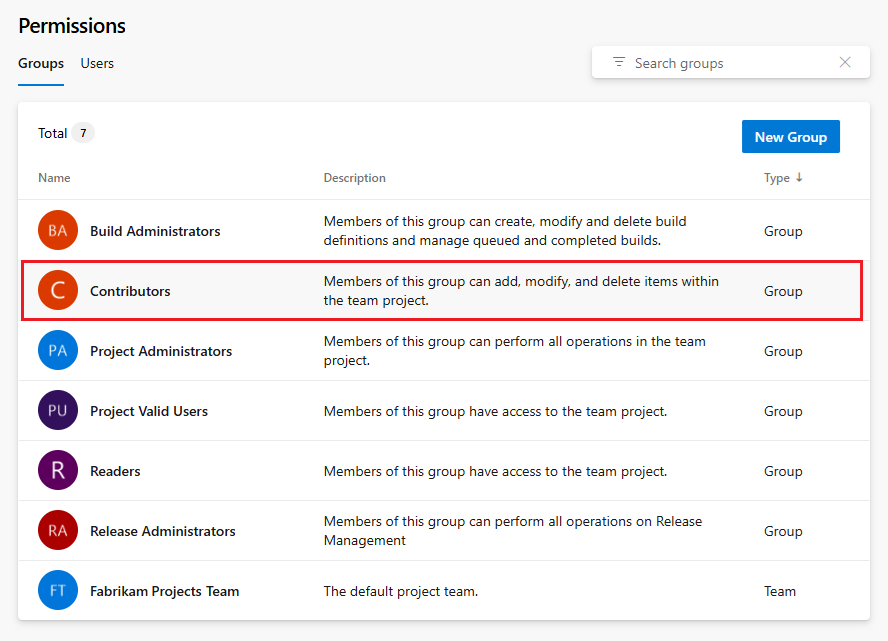 Permissions
Groups Users
Search groups
Total 7
New Group
Name Description Type ↓
BA Build Administrators Members of this group can create, modify and delete build Group
definitions and manage queued and completed builds.
C Contributors Members of this group can add, modify, and delete items within Group
the team project.
PA Project Administrators Members of this group can perform all operations in the team Group
project.
PU Project Valid Users Members of this group have access to the team project. Group
R Readers Members of this group have access to the team project. Group
RA Release Administrators Members of this group can perform all operations on Release Group
Management
FT Fabrikam Projects Team The default project team. Team